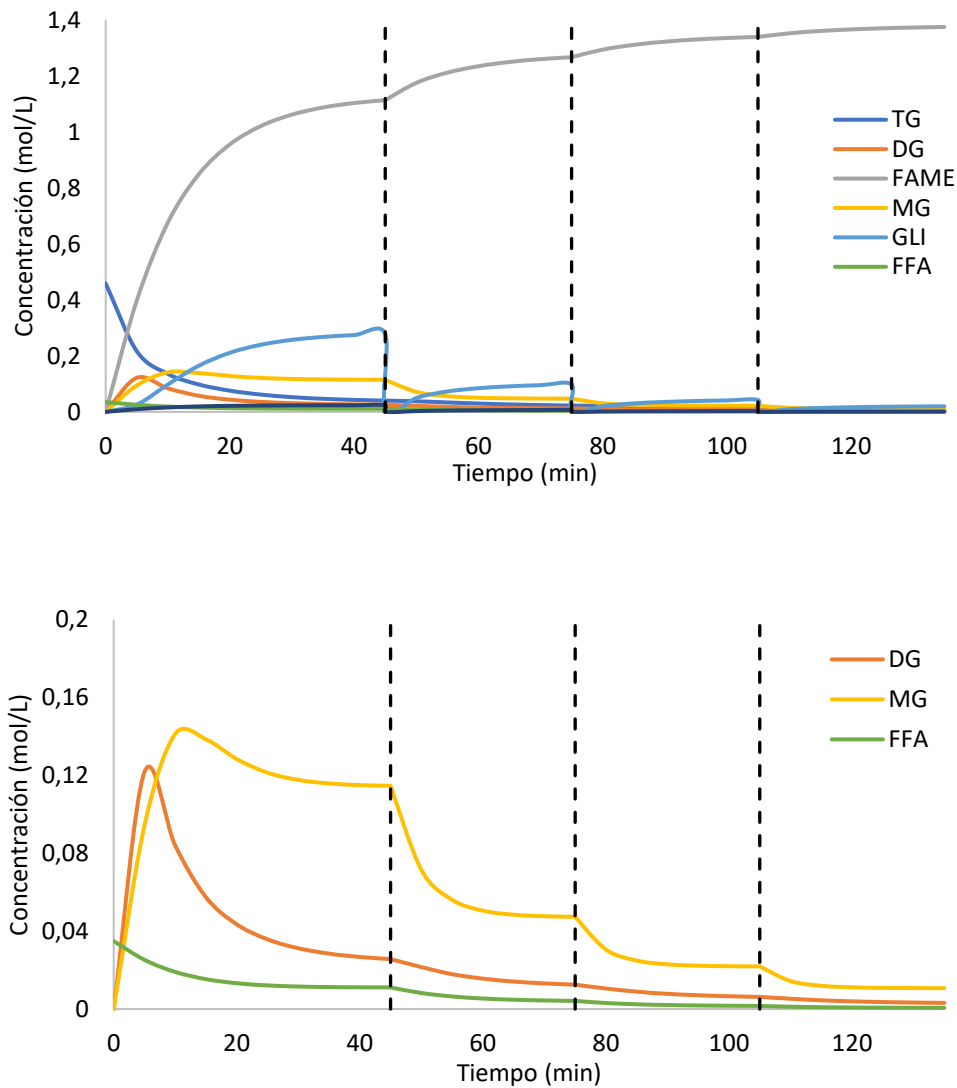 1,4
1,2
1
0,8
0,6
0,4
0,2
0
Concentración (mol/L)
0
20
40
60
80
100
120
Tiempo (min)
TG
DG
FAME
MG
GLI
FFA
0,2
0,16
0,12
0,08
0,04
0
Concentración (mol/L)
0
20
40
60
80
100
120
Tiempo (min)
DG
MG
FFA